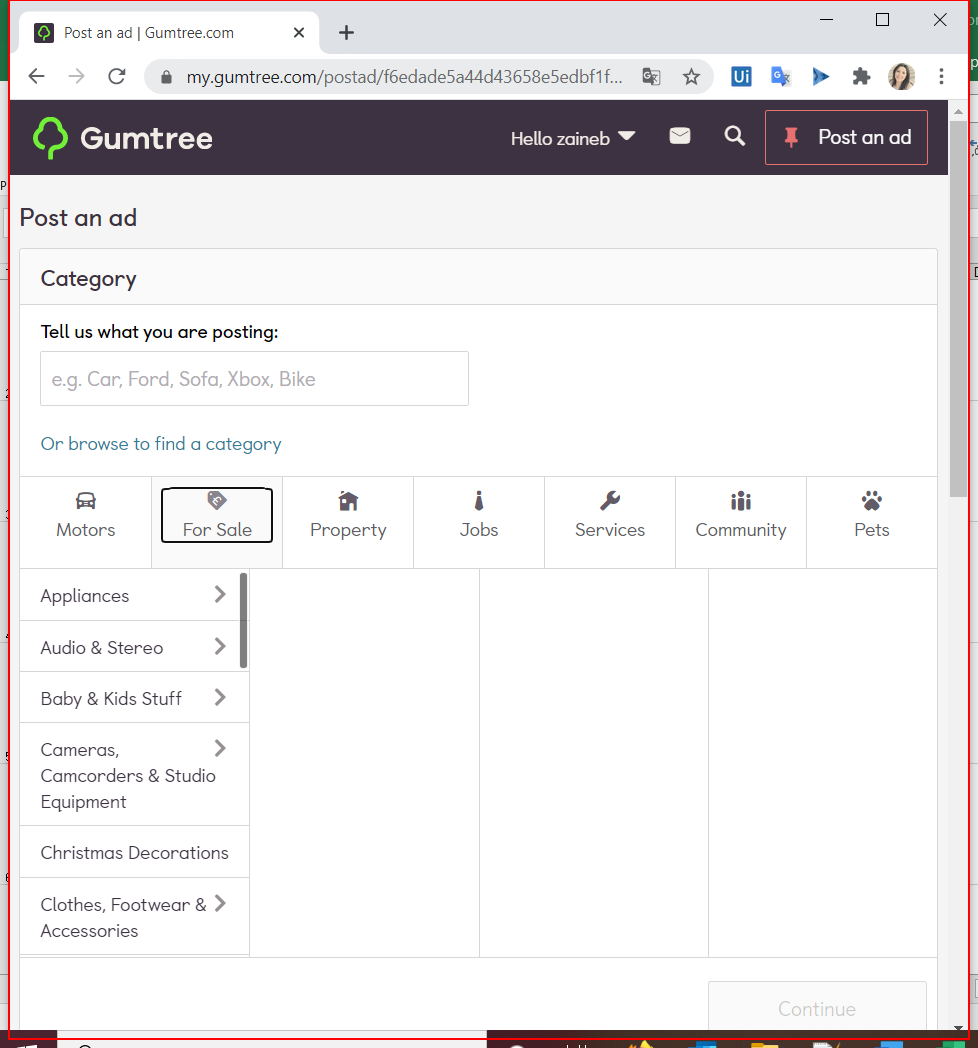 Post an ad | Gumtree.com
my.gumtree.com/postad/f6edade5a44d43658e5edbf1f...
Ui
Gumtree
Hello zaineb
Post an ad
Post an ad
Category
Tell us what you are posting:
e.g. Car, Ford, Sofa, Xbox, Bike
Or browse to find a category
Motors
For Sale
Property
Jobs
Services
Community
Pets
Appliances
Audio & Stereo
Baby & Kids Stuff
Cameras,
Camcorders & Studio
Equipment
Christmas Decorations
Clothes, Footwear &
Accessories
Continue